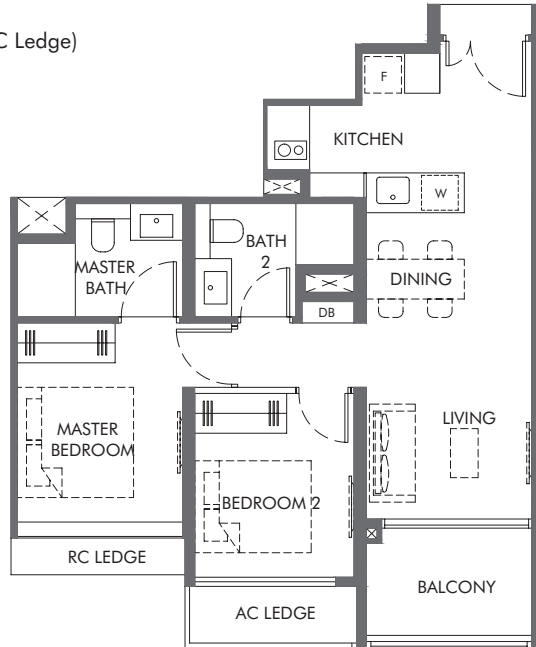 C Ledge)
F
KITCHEN
W
BATH
2
MASTER
BATH
DINING
DB
LIVING
MASTER
BEDROOM
BEDROOM 2
RC LEDGE
BALCONY
AC LEDGE